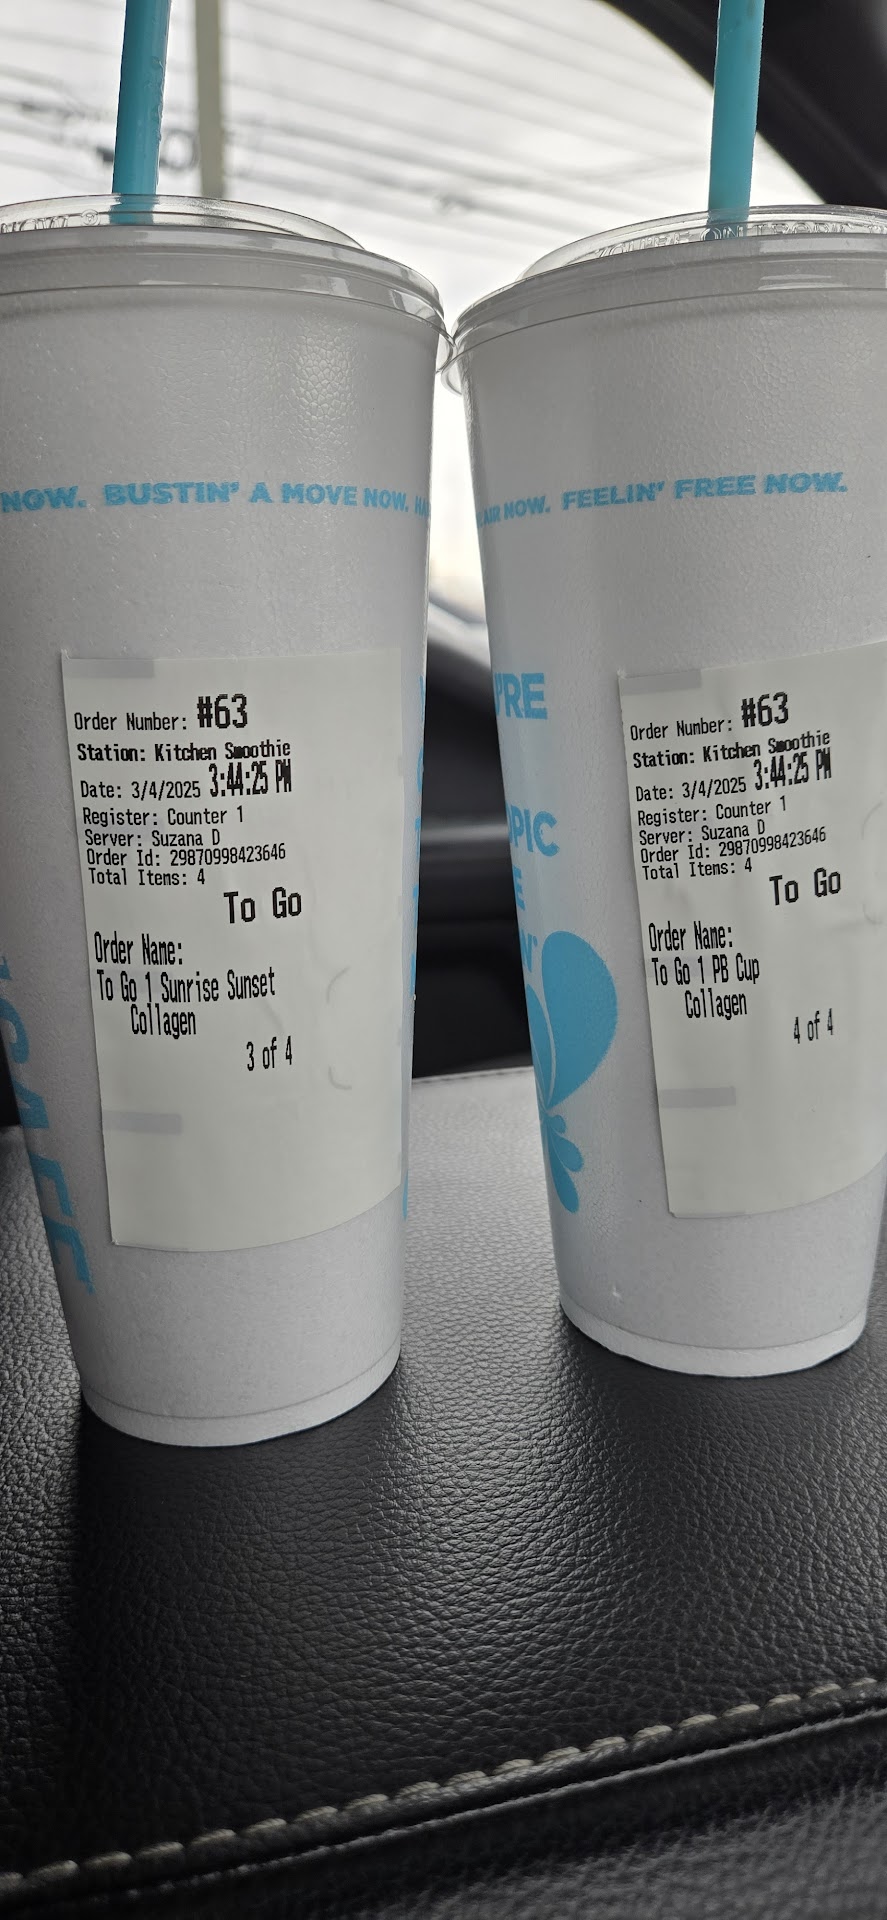 NOW. BUSTIN' A MOVE NOW.
Order Number: #63
Station: Kitchen Smoothie
Date: 3/4/2025 3:44:25 PM
Register: Counter 1
Server: Suzana D
Order Id: 29870998423646
Total Items: 4
To Go
Order Name:
To Go 1 Sunrise Sunset
Collagen
3 of 4
NOW. FEELIN' FREE NOW.
Order Number: #63
Station: Kitchen Smoothie
Date: 3/4/2025 3:44:25 PM
Register: Counter 1
Server: Suzana D
Order Id: 29870998423646
Total Items: 4
To Go
Order Name:
To Go 1 PB Cup
Collagen
4 of 4